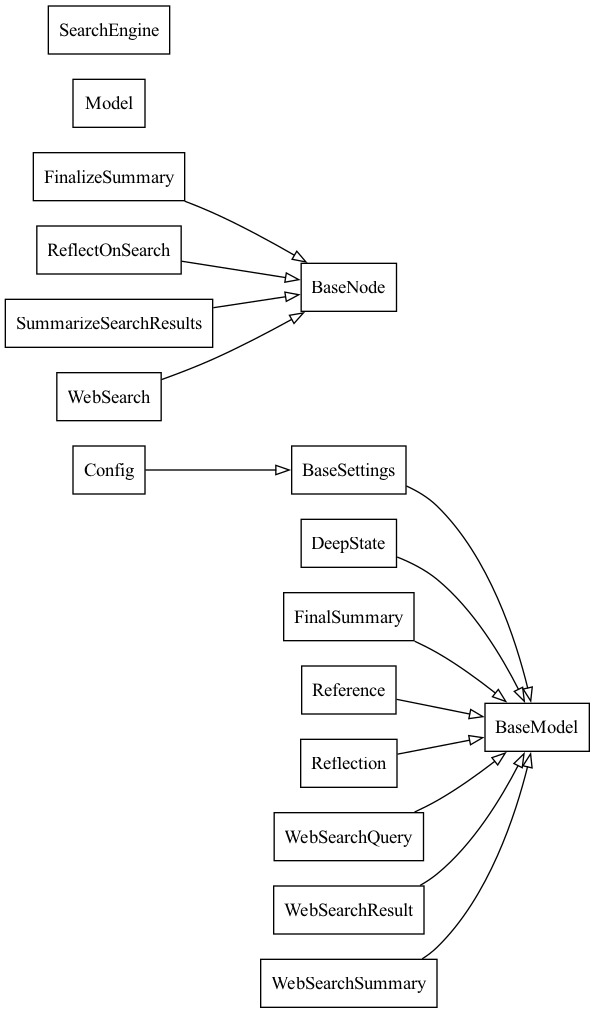 SearchEngine
Model
FinalizeSummary
ReflectOnSearch
BaseNode
SummarizeSearchResults
WebSearch
Config
BaseSettings
DeepState
FinalSummary
Reference
BaseModel
Reflection
WebSearchQuery
WebSearchResult
WebSearchSummary